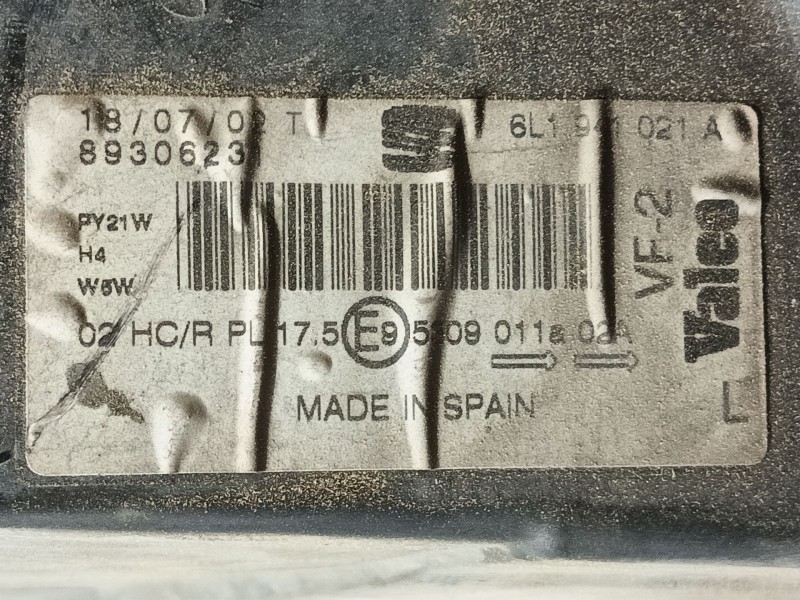 18/07/02 T 6L1 941 021 A
8930623
PY21W
H4
W5W
02 HC/R PL 17.5 E9 5209 011a 02A
MADE IN SPAIN
VF-2
Valeo
L